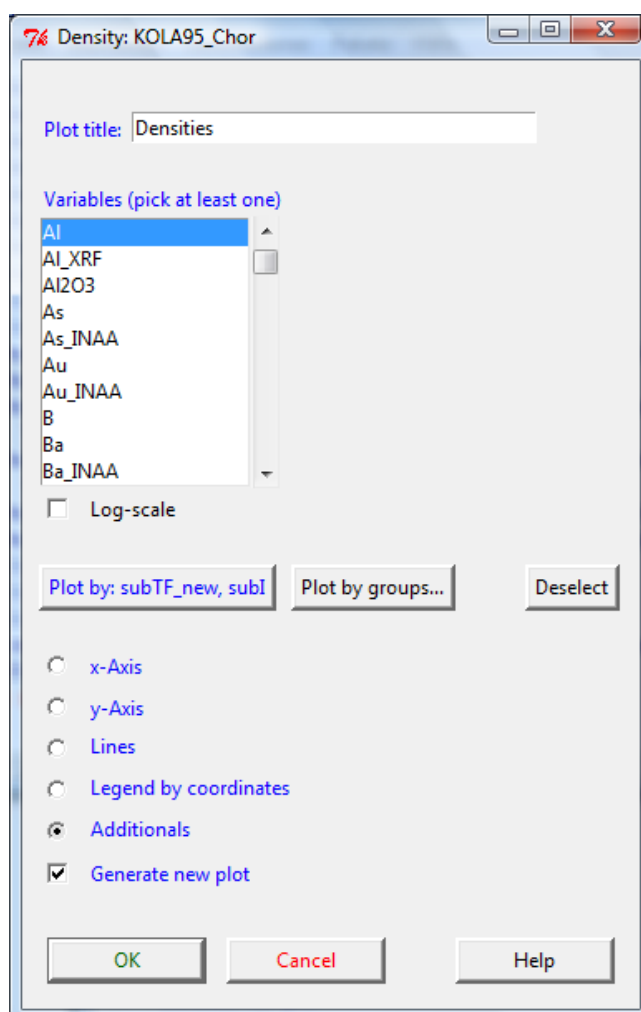 Density: KOLA95_Chor
Plot title: Densities
Variables (pick at least one)
Al
Al_XRF
Al2O3
As
As_INAA
Au
Au_INAA
B
Ba
Ba_INAA
Log-scale
Plot by: subTF_new, subI
Plot by groups...
Deselect
x-Axis
y-Axis
Lines
Legend by coordinates
Additionals
Generate new plot
OK
Cancel
Help